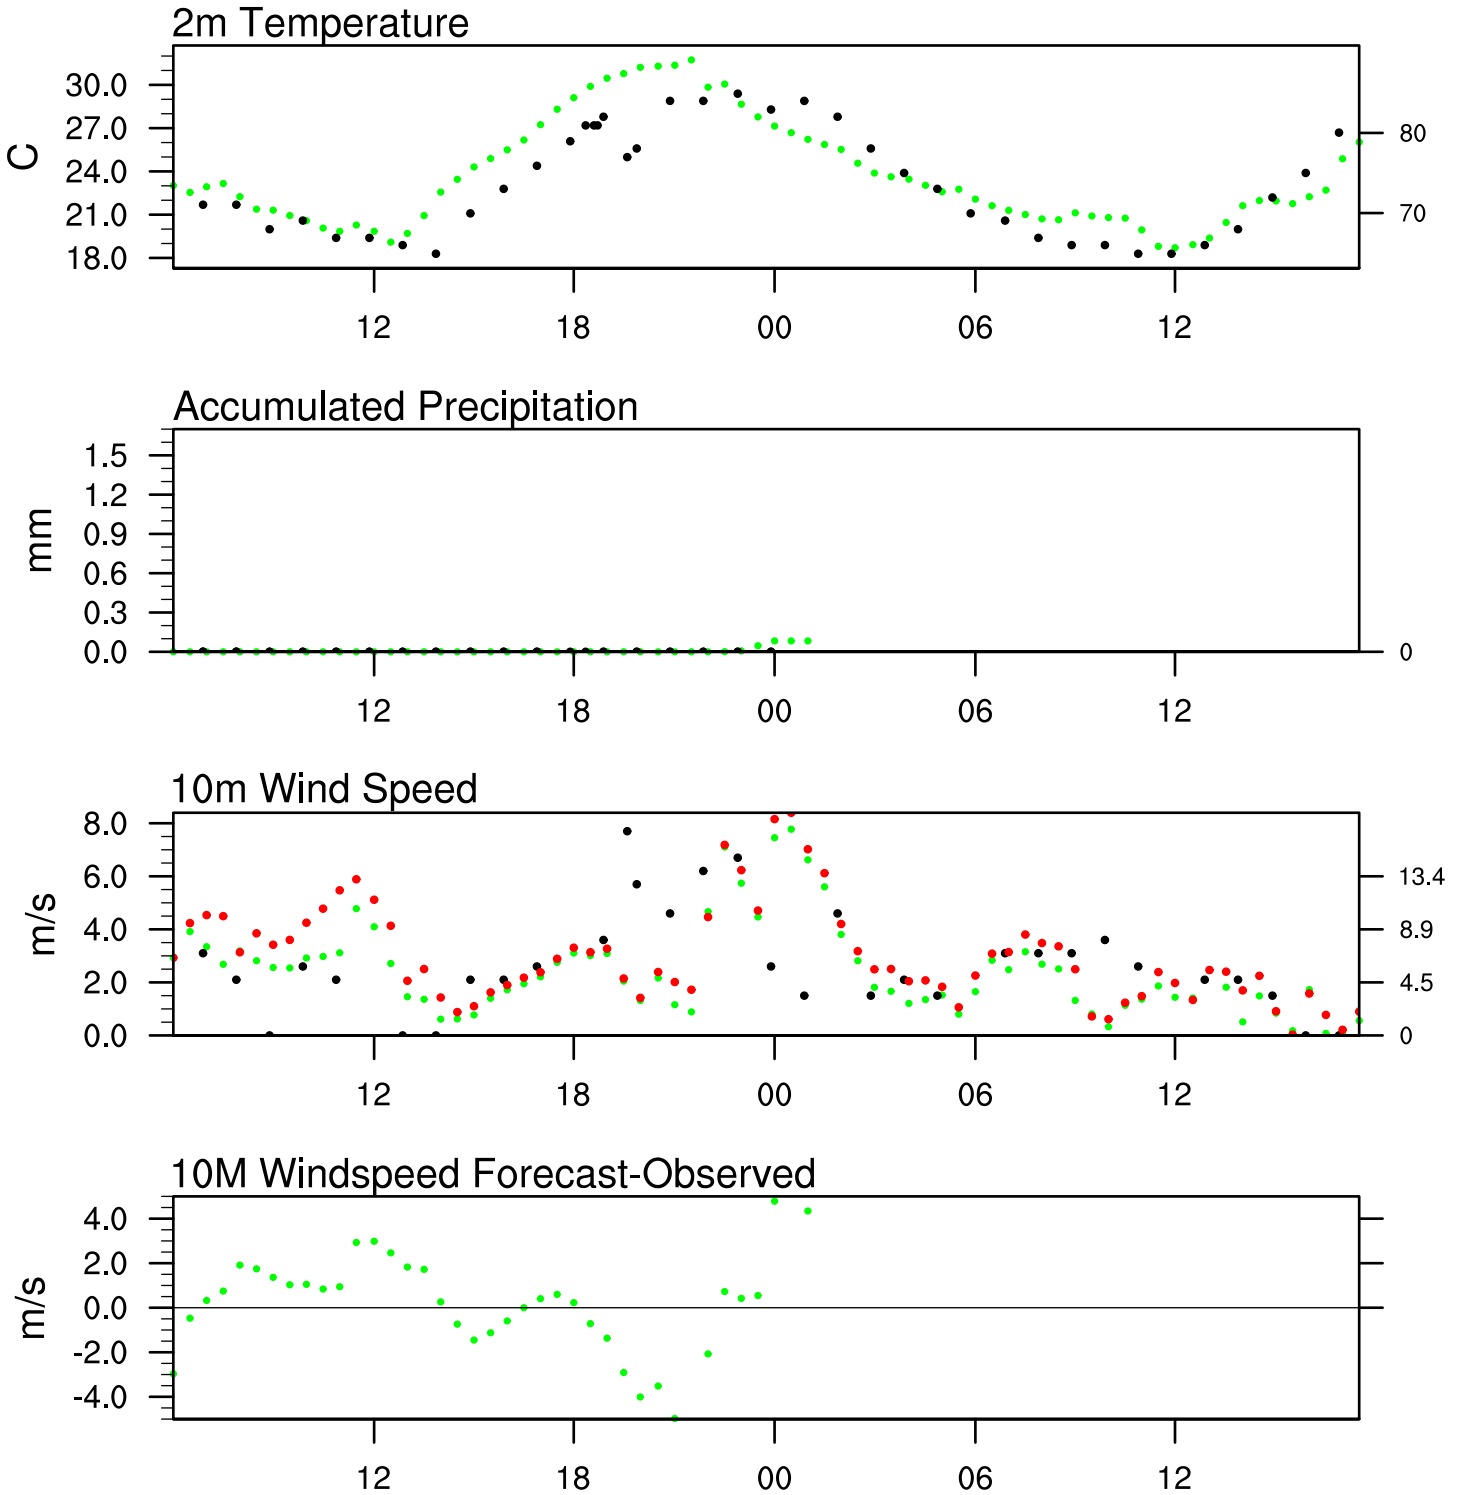 2m Temperature
30.0
27.0 80
24.0
21.0 70
18.0
C
12 18 00 06 12
Accumulated Precipitation
1.5
1.2
0.9
0.6
0.3
0.0 0
mm
12 18 00 06 12
10m Wind Speed
8.0
6.0 13.4
4.0 8.9
2.0 4.5
0.0 0
m/s
12 18 00 06 12
10M Windspeed Forecast-Observed
4.0
2.0
0.0
-2.0
-4.0
m/s
12 18 00 06 12